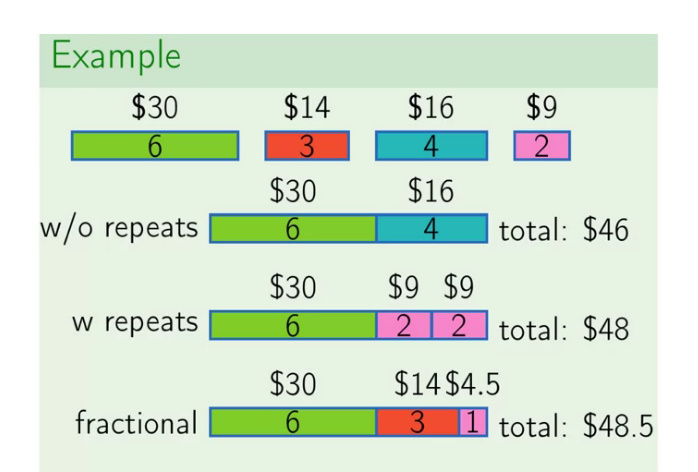 Example
$30 $14 $16 $9
6 3 4 2
$30 $16
w/o repeats 6 4 total: $46
$30 $9 $9
w repeats 6 2 2 total: $48
$30 $14 $4.5
fractional 6 3 1 total: $48.5